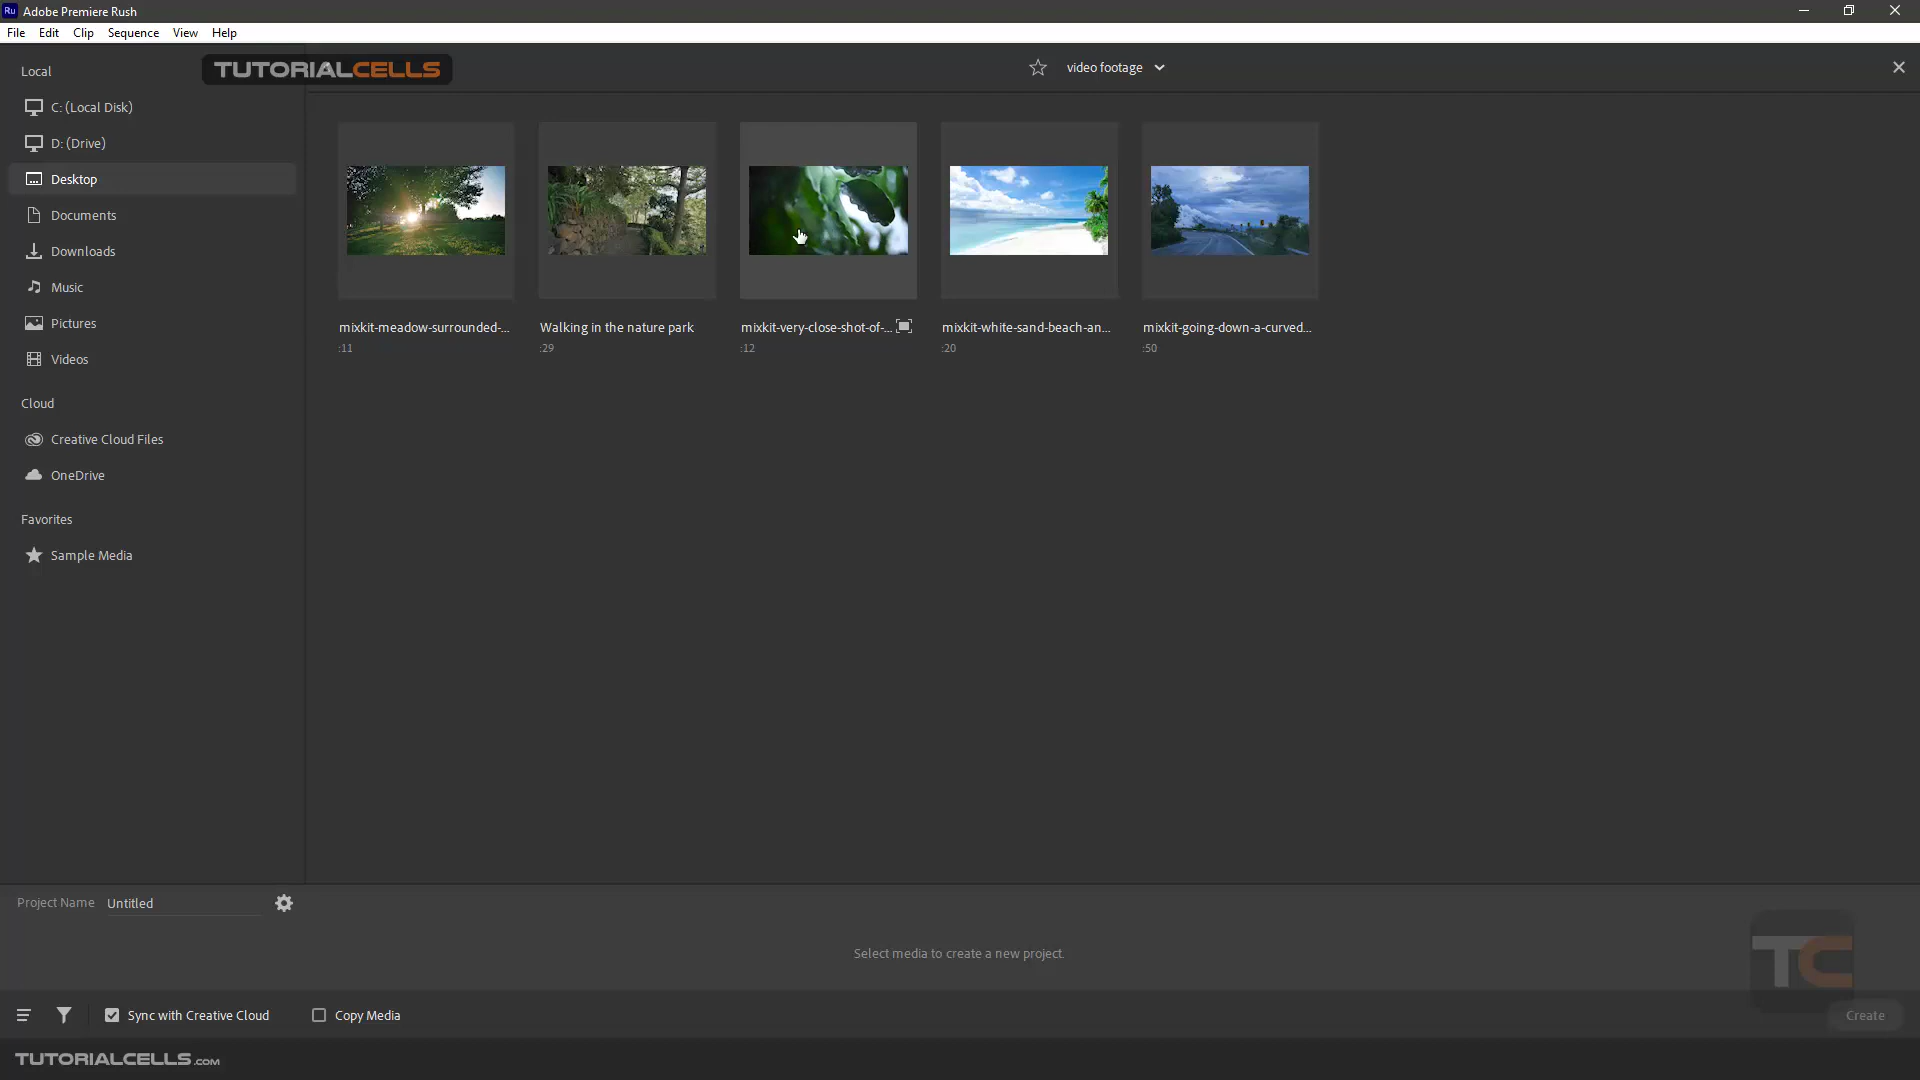 Ru Adobe Premiere Rush
File Edit Clip Sequence View Help
Local
TUTORIALCELLS
video footage
C: (Local Disk)
D: (Drive)
Desktop
Documents
Downloads
Music
Pictures
Videos
Cloud
Creative Cloud Files
OneDrive
Favorites
Sample Media
mixkit-meadow-surrounded-...
:11
Walking in the nature park
:29
mixkit-very-close-shot-of-...
:12
mixkit-white-sand-beach-an...
:20
mixkit-going-down-a-curved...
:50
Project Name Untitled
Select media to create a new project.
TC
Sync with Creative Cloud
Copy Media
Create
TUTORIALCELLS.COM